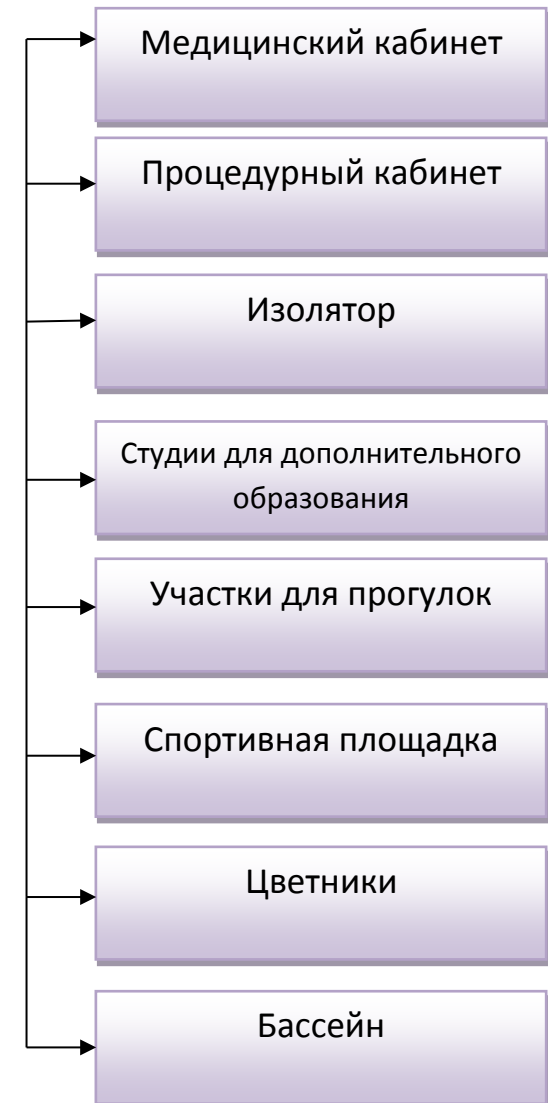 Медицинский кабинет
Процедурный кабинет
Изолятор
Студии для дополнительного
образования
Участки для прогулок
Спортивная площадка
Цветники
Бассейн